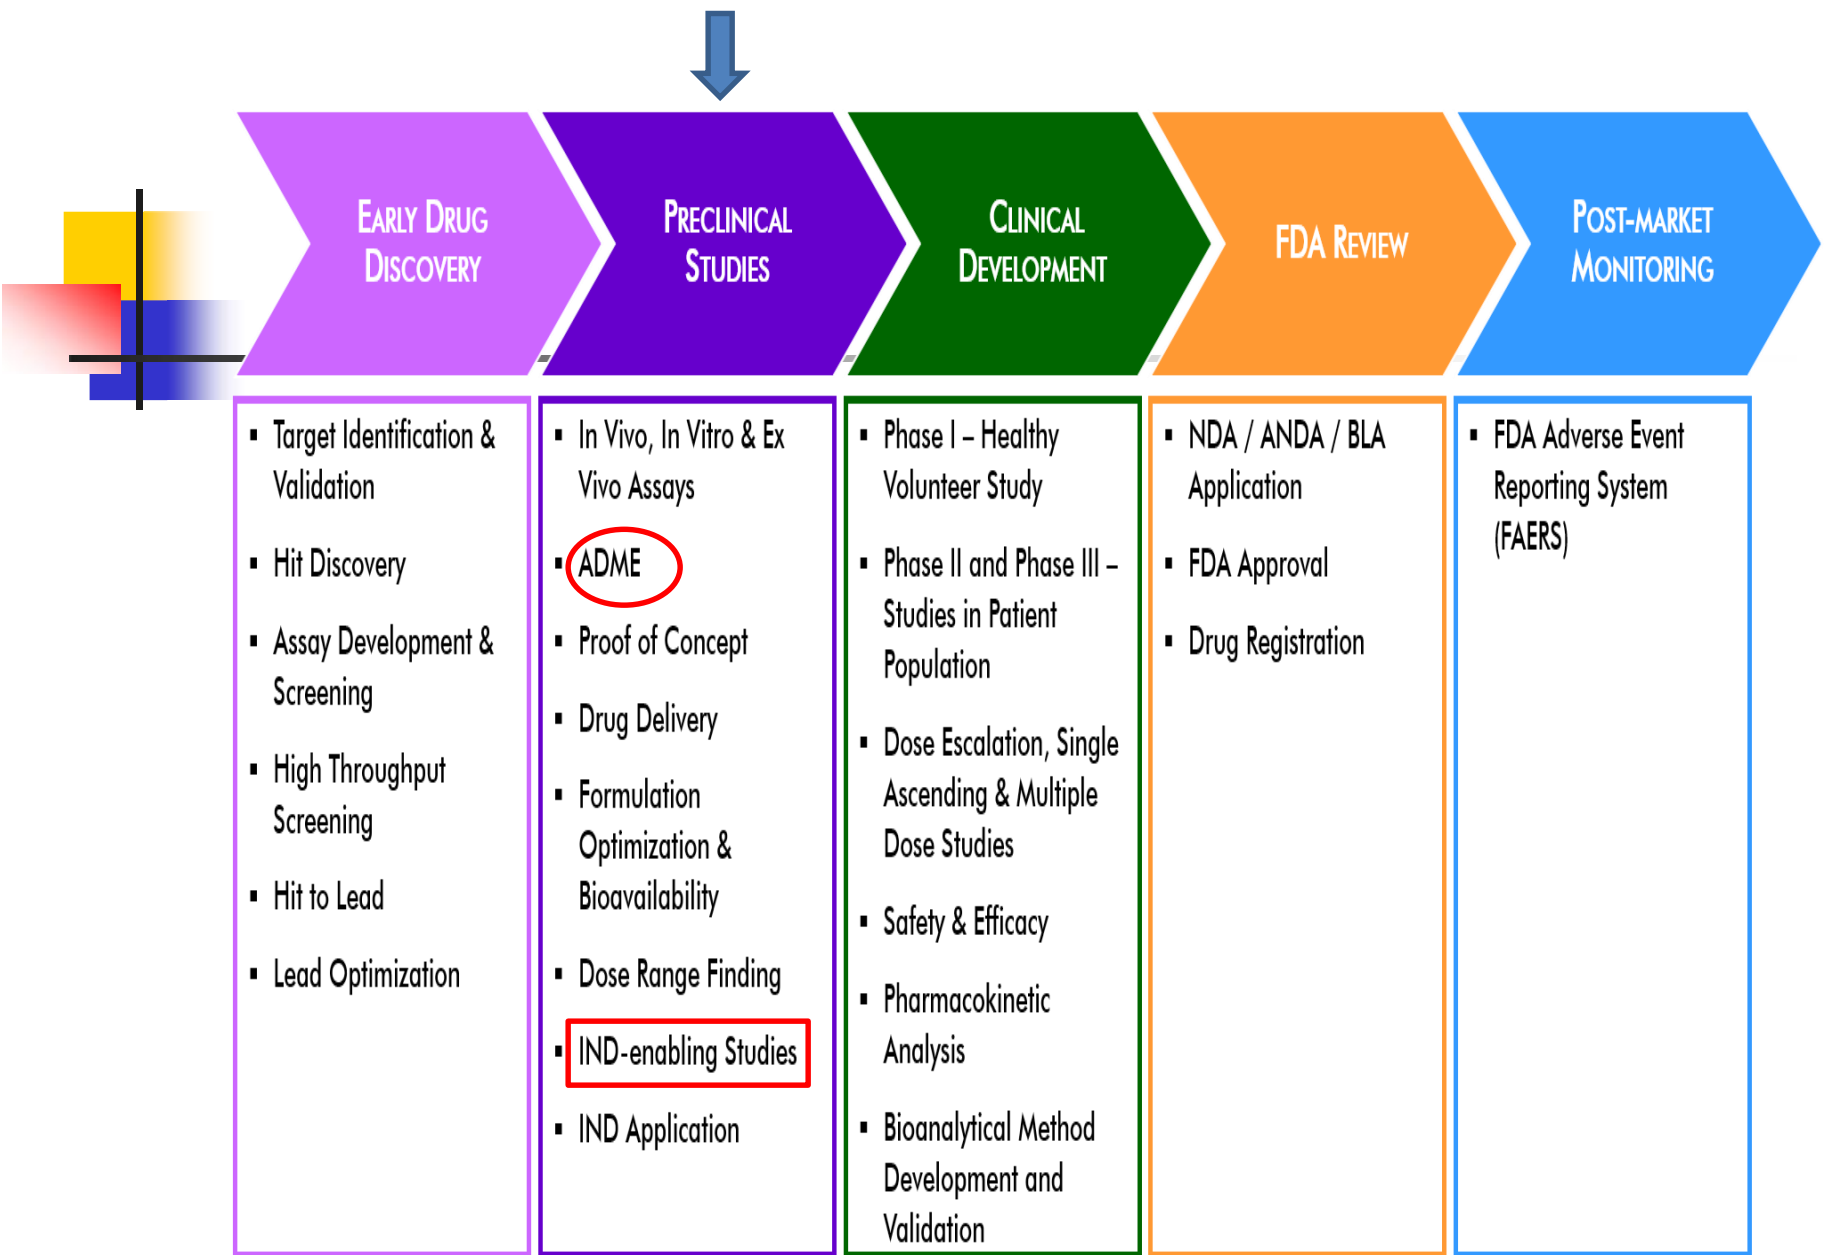 EARLY DRUG
DISCOVERY
PRECLINICAL
STUDIES
CLINICAL
DEVELOPMENT
FDA REVIEW
POST-MARKET
MONITORING
▪ Target Identification &
Validation
▪ Hit Discovery
▪ Assay Development &
Screening
▪ High Throughput
Screening
▪ Hit to Lead
▪ Lead Optimization
▪ In Vivo, In Vitro & Ex
Vivo Assays
▪ ADME
▪ Proof of Concept
▪ Drug Delivery
▪ Formulation
Optimization &
Bioavailability
▪ Dose Range Finding
▪ IND-enabling Studies
▪ IND Application
▪ Phase I – Healthy
Volunteer Study
▪ Phase II and Phase III –
Studies in Patient
Population
▪ Dose Escalation, Single
Ascending & Multiple
Dose Studies
▪ Safety & Efficacy
▪ Pharmacokinetic
Analysis
▪ Bioanalytical Method
Development and
Validation
▪ NDA / ANDA / BLA
Application
▪ FDA Approval
▪ Drug Registration
▪ FDA Adverse Event
Reporting System
(FAERS)